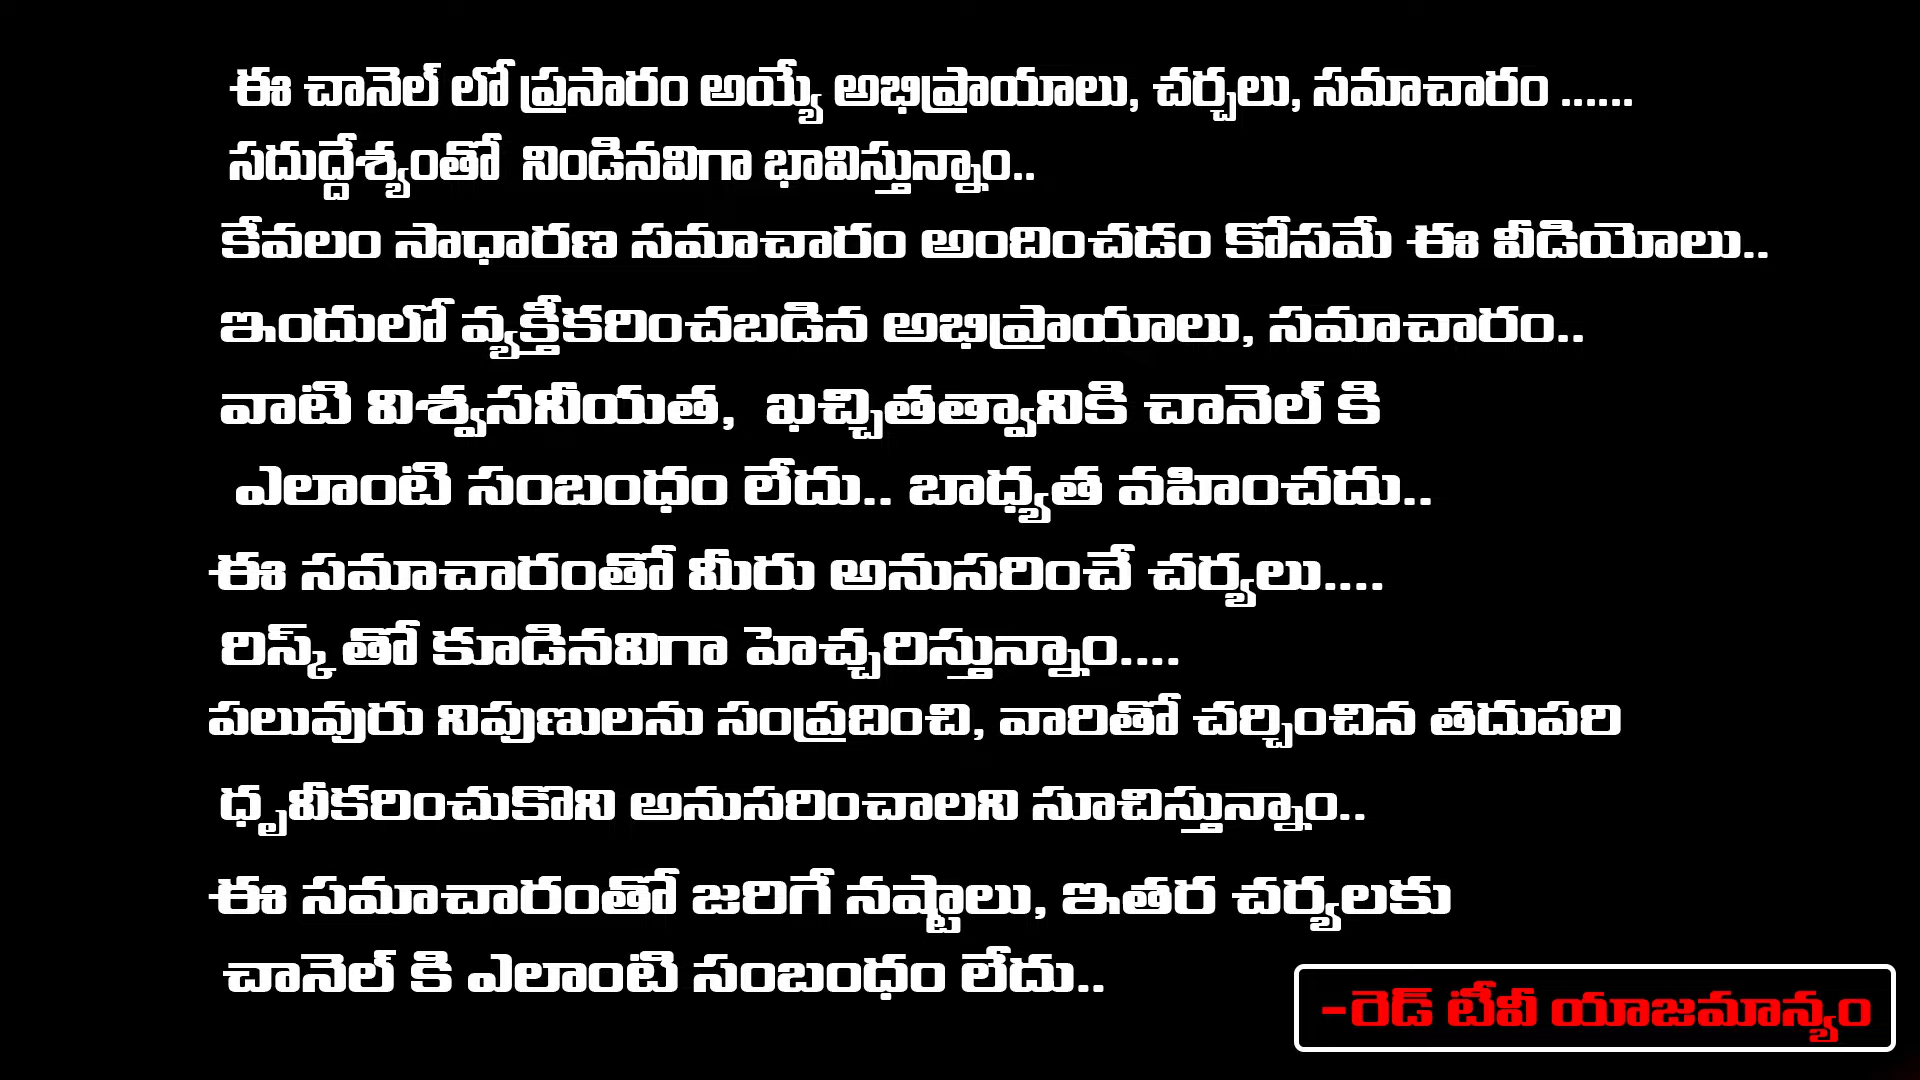 ఈ చానెల్ లో ప్రసారం అయ్యే అభిప్రాయాలు, చర్చలు, సమాచారం ......
సదుద్దేశ్యంతో నిండినవిగా భావిస్తున్నాం..
కేవలం సాధారణ సమాచారం అందించడం కోసమే ఈ వీడియోలు..
ఇందులో వ్యక్తీకరించబడిన అభిప్రాయాలు, సమాచారం..
వాటి విశ్వసనీయత, ఖచ్చితత్వానికి చానెల్ కి
ఎలాంటి సంబంధం లేదు.. బాధ్యత వహించదు..
ఈ సమాచారంతో మీరు అనుసరించే చర్యలు....
రిస్క్ తో కూడినవిగా హెచ్చరిస్తున్నాం....
పలువురు నిపుణులను సంప్రదించి, వారితో చర్చించిన తదుపరి
ధృవీకరించుకొని అనుసరించాలని సూచిస్తున్నాం..
ఈ సమాచారంతో జరిగే నష్టాలు, ఇతర చర్యలకు
చానెల్ కి ఎలాంటి సంబంధం లేదు..
-రెడ్ టీవీ యాజమాన్యం